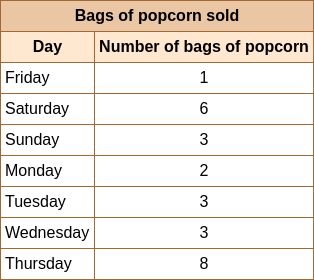 Bags of popcorn sold
Day Number of bags of popcorn
Friday 1
Saturday 6
Sunday 3
Monday 2
Tuesday 3
Wednesday 3
Thursday 8